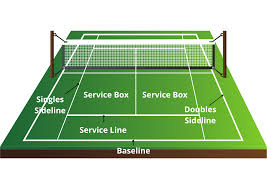 Service Box
Service Box
Singles
Sideline
Doubles
Sideline
Service Line
Baseline